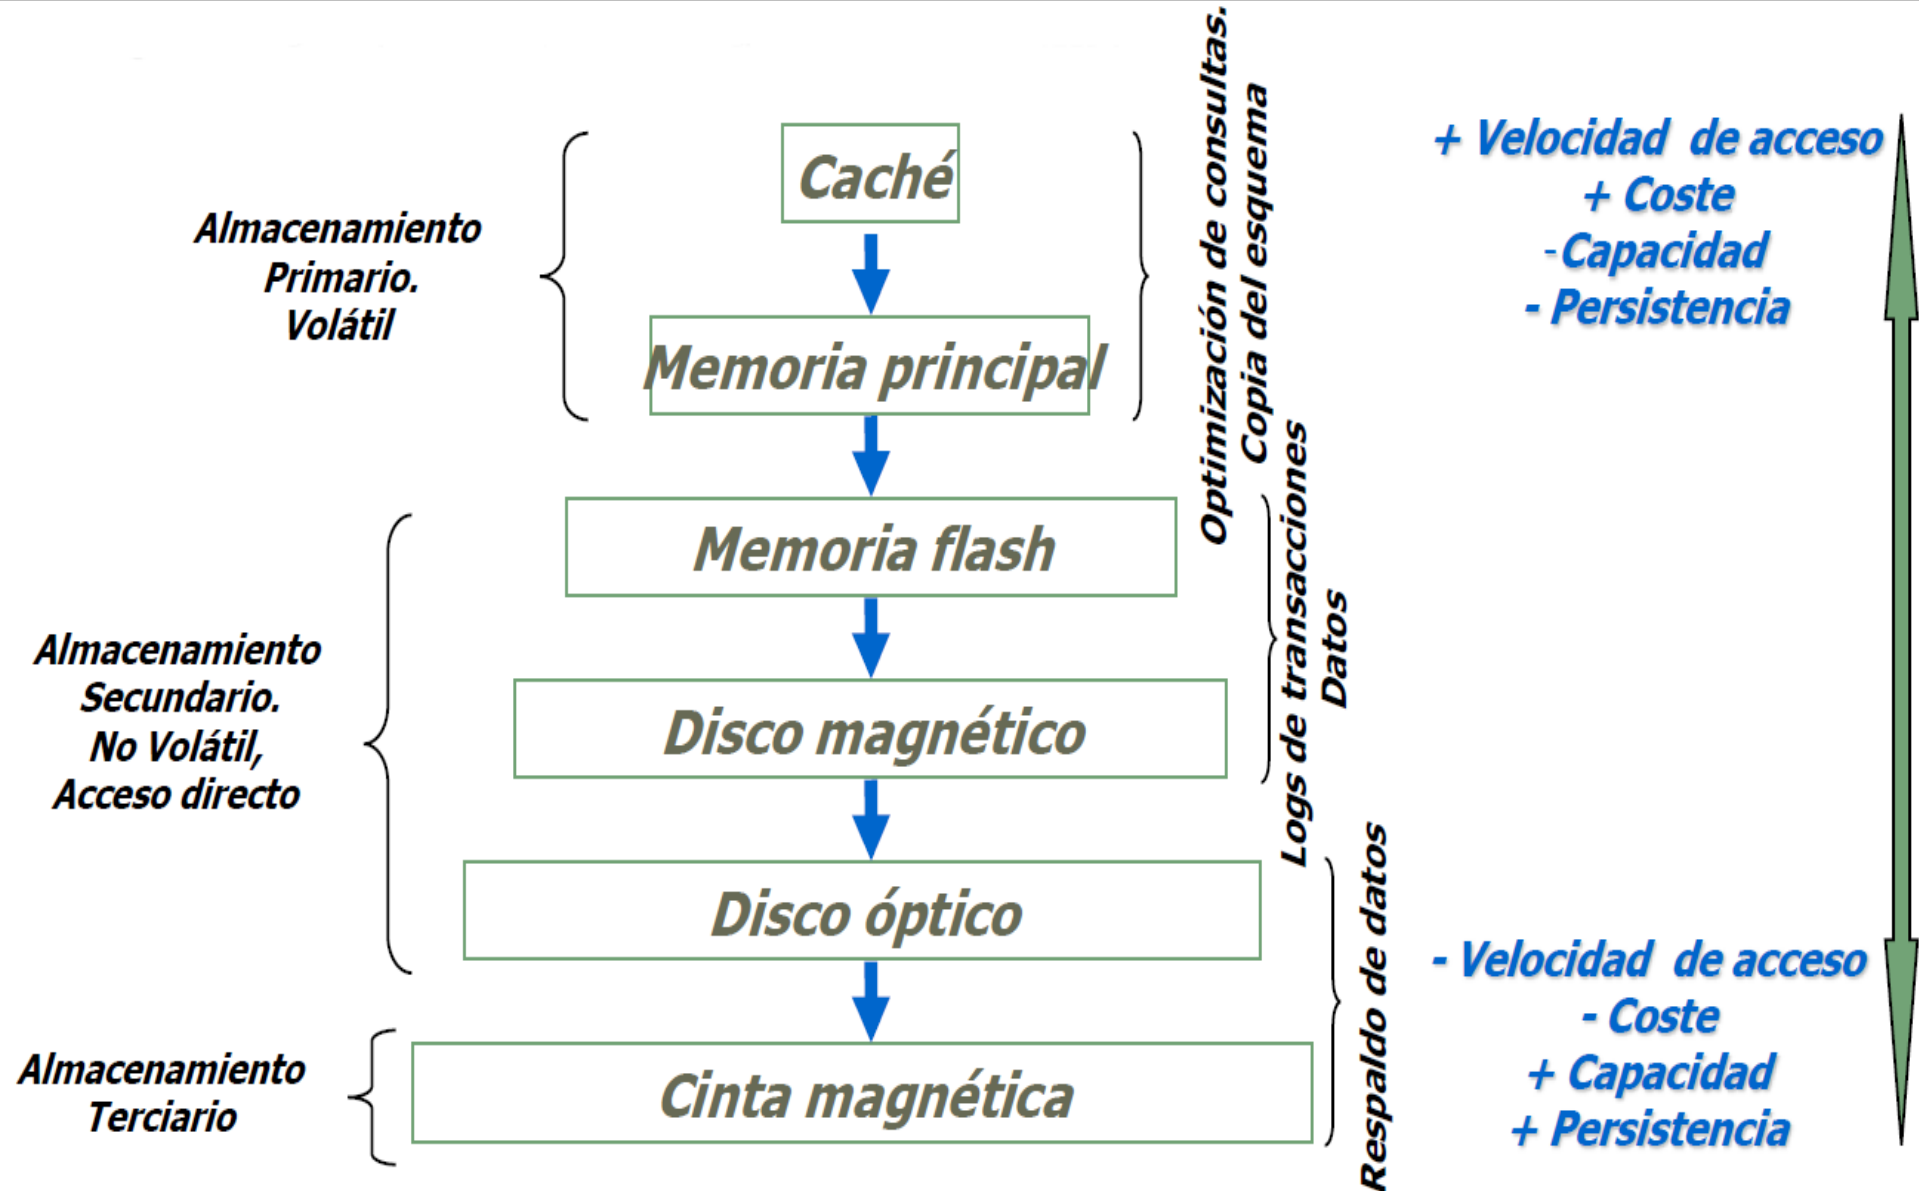 Caché
Memoria principal
Memoria flash
Disco magnético
Disco óptico
Cinta magnética
Almacenamiento
Primario.
Volátil
Almacenamiento
Secundario.
No Volátil,
Acceso directo
Almacenamiento
Terciario
Optimización de consultas.
Copia del esquema
Logs de transacciones
Datos
Respaldo de datos
+ Velocidad de acceso
+ Coste
-Capacidad
- Persistencia
- Velocidad de acceso
- Coste
+ Capacidad
+ Persistencia